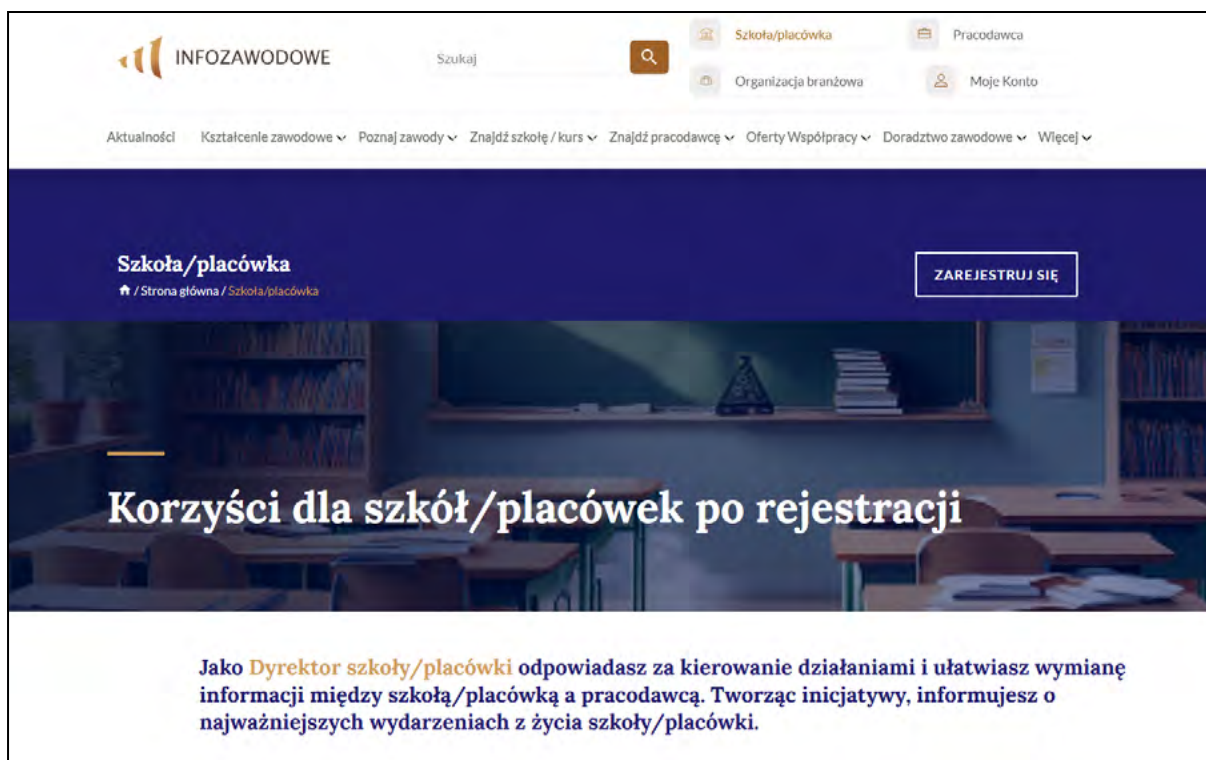 INFOZAWODOWE
Szukaj
Szkoła/placówka
Pracodawca
Organizacja branżowa
Moje Konto
Aktualności Kształcenie zawodowe Poznaj zawody Znajdź szkołę / kurs Znajdź pracodawcę Oferty Współpracy Doradztwo zawodowe Więcej
Szkoła/placówka
/ Strona główna / Szkoła/placówka
ZAREJESTRUJ SIĘ
Korzyści dla szkół/placówek po rejestracji
Jako Dyrektor szkoły/placówki odpowiadasz za kierowanie działaniami i ułatwiasz wymianę
informacji między szkołą/placówką a pracodawcą. Tworząc inicjatywy, informujesz o
najważniejszych wydarzeniach z życia szkoły/placówki.